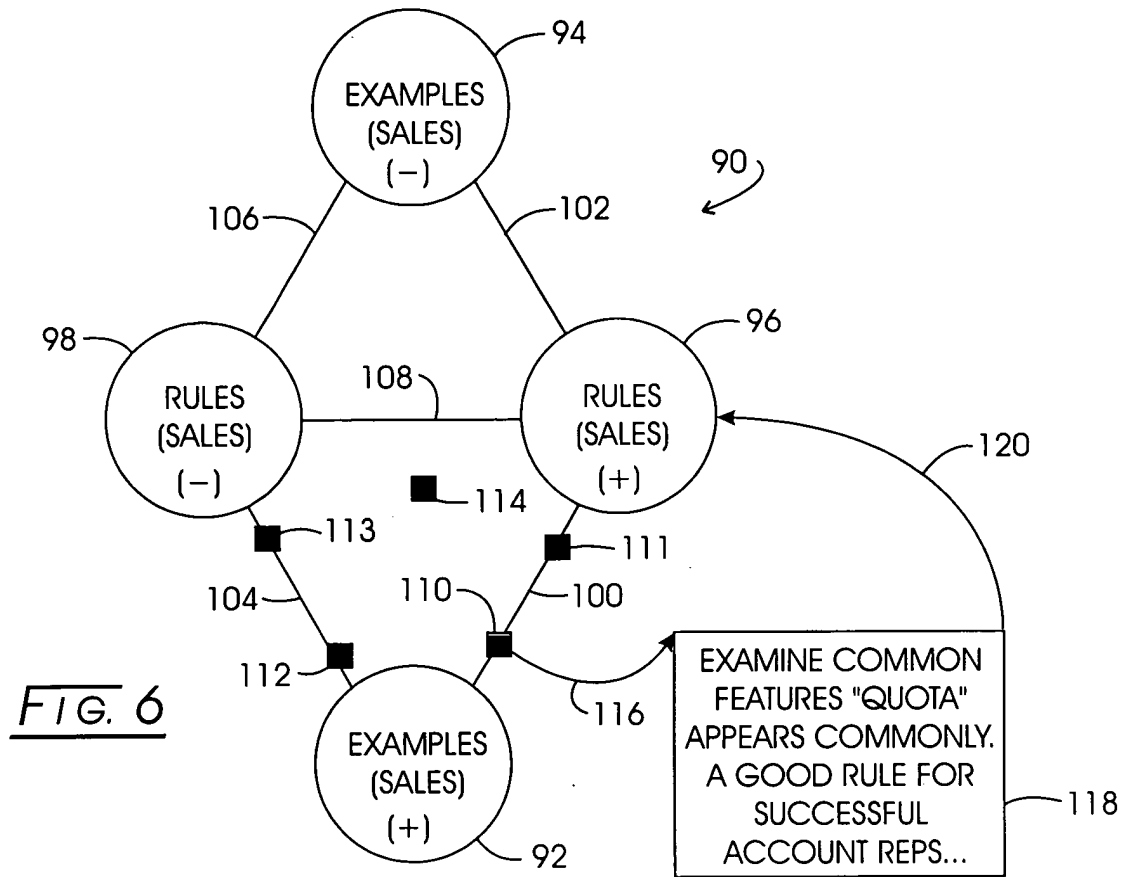 94
EXAMPLES
(SALES)
(−)
90
106
102
98
96
108
RULES
(SALES)
(−)
RULES
(SALES)
(+)
120
114
113
111
104
110
100
112
116
EXAMINE COMMON
FEATURES "QUOTA"
APPEARS COMMONLY.
A GOOD RULE FOR
SUCCESSFUL
ACCOUNT REPS...
118
FIG. 6
EXAMPLES
(SALES)
(+)
92